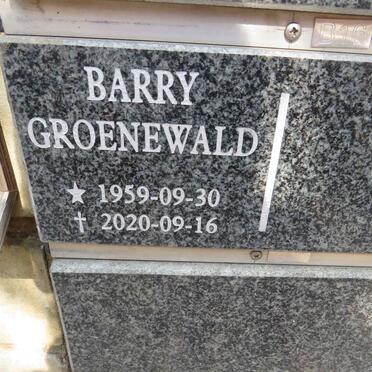 BARRY
GROENEWALD
★ 1959-09-30
✝ 2020-09-16